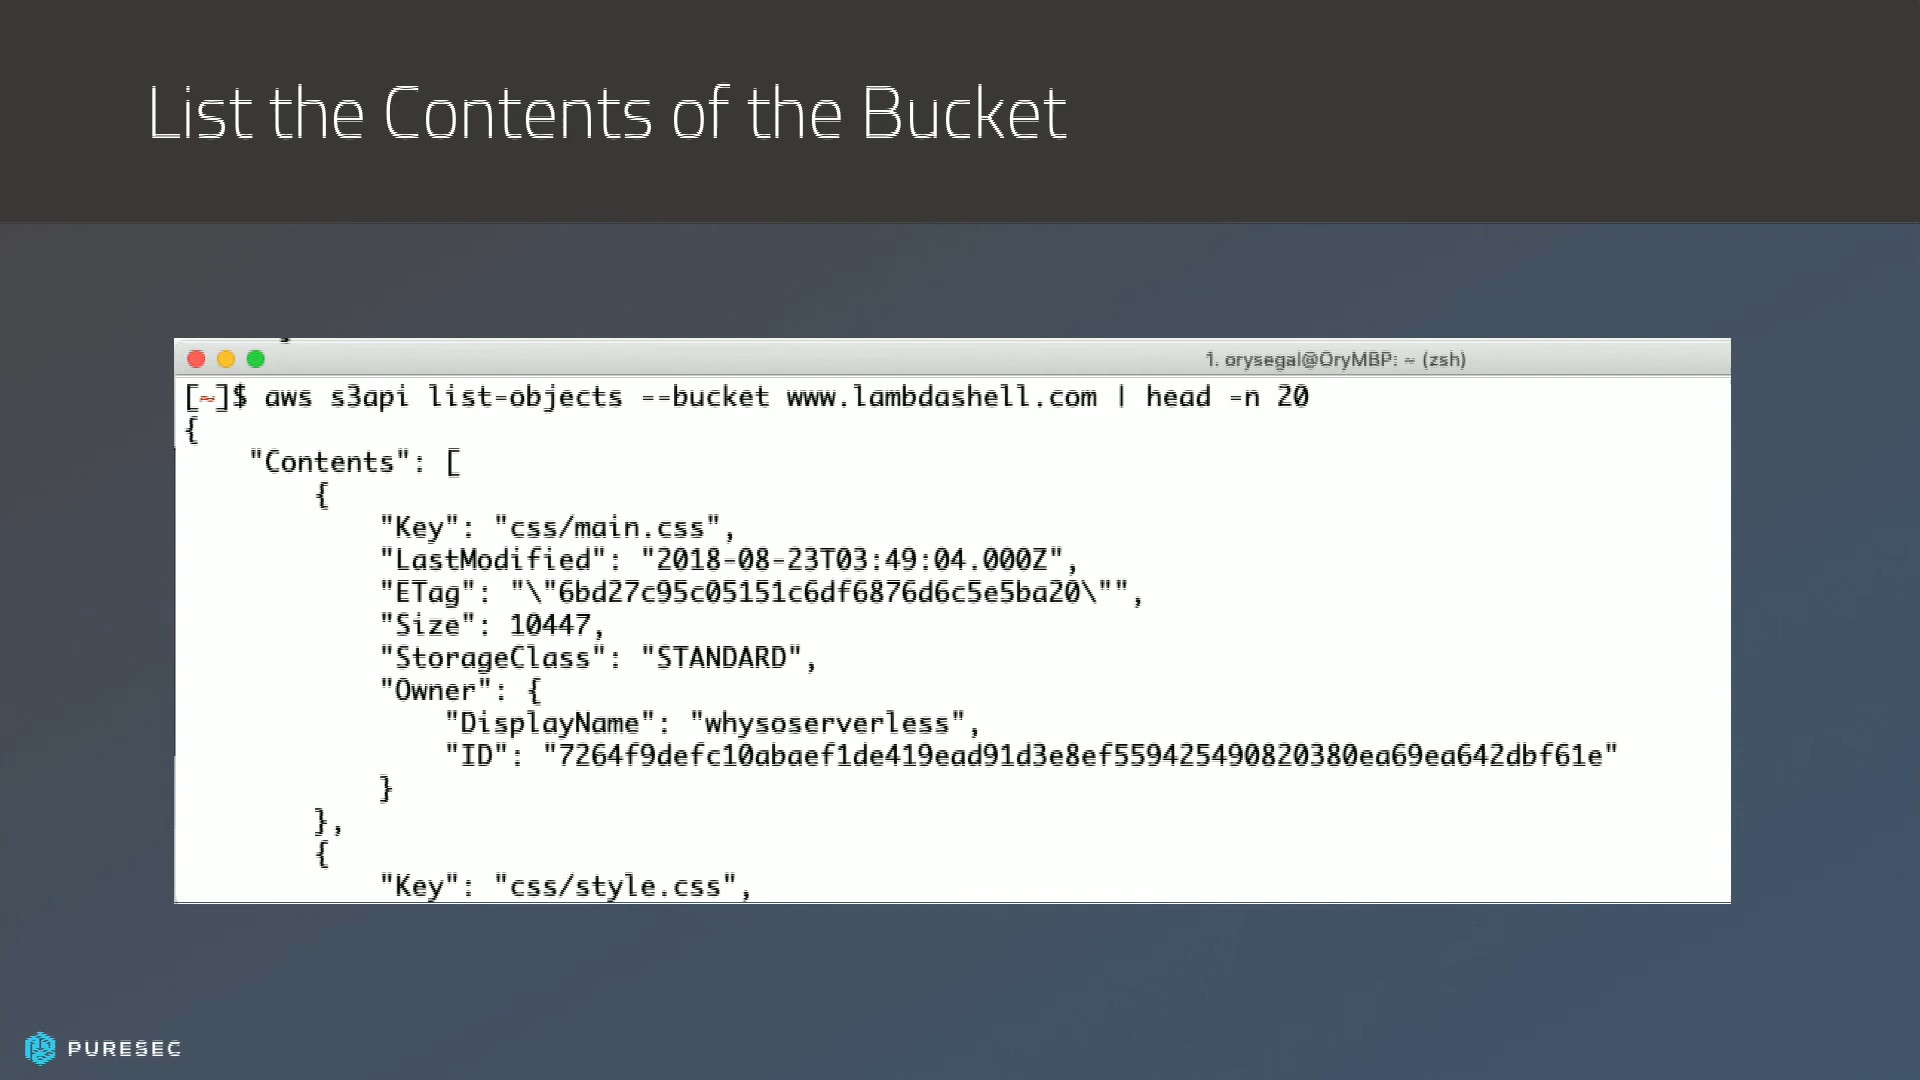 List the Contents of the Bucket
1. orysegal@OryMBP: ~ (zsh)
[~]$ aws s3api list-objects --bucket www.lambdashell.com | head -n 20
{
    "Contents": [
        {
            "Key": "css/main.css",
            "LastModified": "2018-08-23T03:49:04.000Z",
            "ETag": "\"6bd27c95c05151c6df6876d6c5e5ba20\"",
            "Size": 10447,
            "StorageClass": "STANDARD",
            "Owner": {
                "DisplayName": "whysoserverless",
                "ID": "7264f9defc10abaef1de419ead91d3e8ef559425490820380ea69ea642dbf61e"
            }
        },
        {
            "Key": "css/style.css",
PURESEC